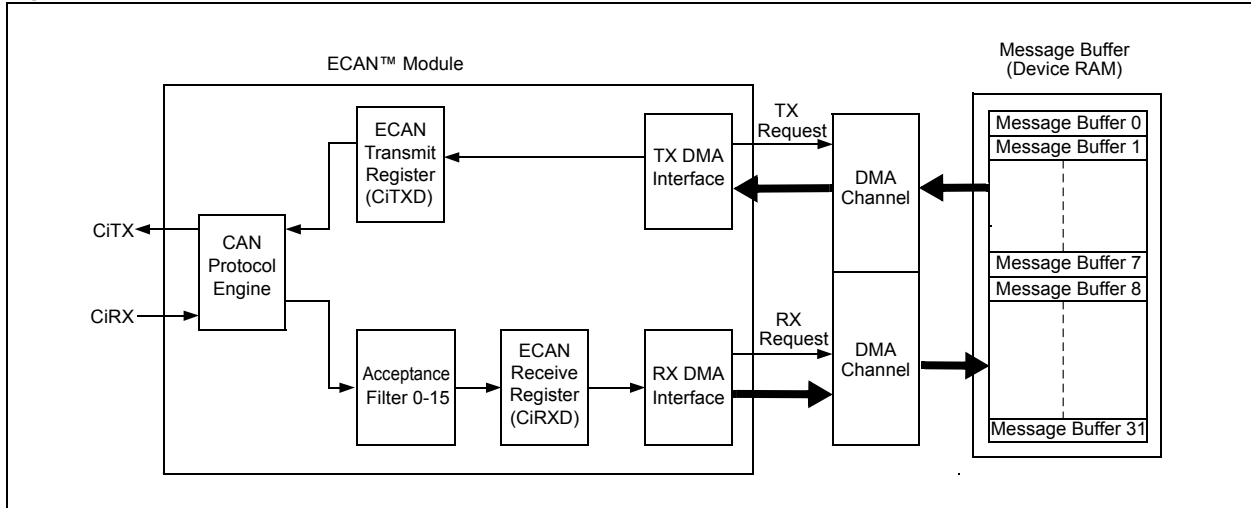 ECAN™ Module
Message Buffer
(Device RAM)
ECAN
Transmit
Register
(CiTXD)
TX DMA
Interface
TX
Request
DMA
Channel
Message Buffer 0
Message Buffer 1
CiTX
CiRX
CAN
Protocol
Engine
Message Buffer 7
Message Buffer 8
Acceptance
Filter 0-15
ECAN
Receive
Register
(CiRXD)
RX DMA
Interface
RX
Request
DMA
Channel
Message Buffer 31